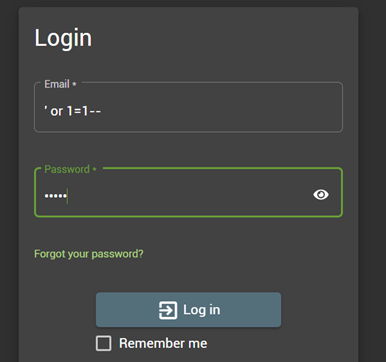 Login
Email *
' or 1=1--
Password *
•••••
Forgot your password?
Log in
Remember me